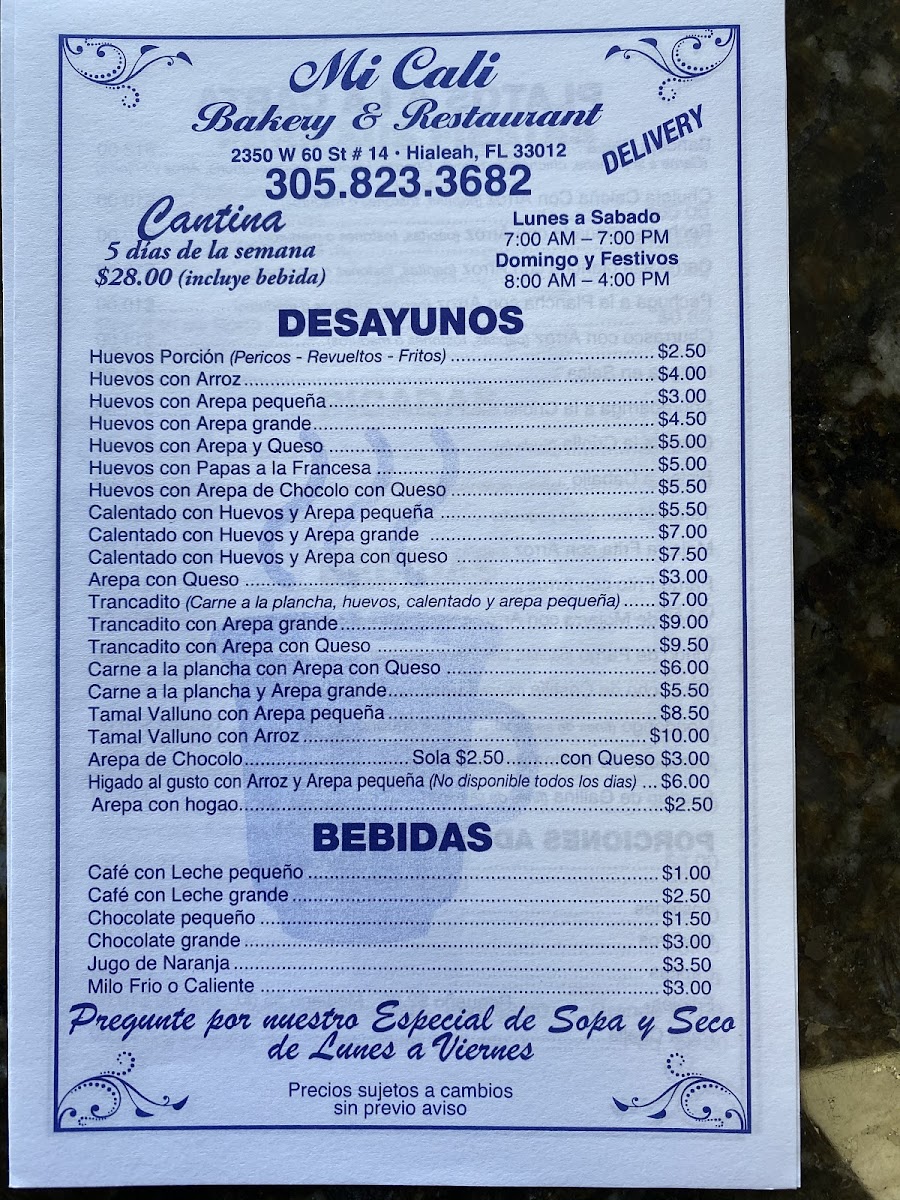 Mi Cali
Bakery & Restaurant
DELIVERY
2350 W 60 St # 14 • Hialeah, FL 33012
305.823.3682
Cantina
5 días de la semana
$28.00 (incluye bebida)
Lunes a Sabado
7:00 AM – 7:00 PM
Domingo y Festivos
8:00 AM – 4:00 PM
DESAYUNOS
Huevos Porción (Pericos - Revueltos - Fritos) $2.50
Huevos con Arroz $4.00
Huevos con Arepa pequeña $3.00
Huevos con Arepa grande $4.50
Huevos con Arepa y Queso $5.00
Huevos con Papas a la Francesa $5.00
Huevos con Arepa de Chocolo con Queso $5.50
Calentado con Huevos y Arepa pequeña $5.50
Calentado con Huevos y Arepa grande $7.00
Calentado con Huevos y Arepa con queso $7.50
Arepa con Queso $3.00
Trancadito (Carne a la plancha, huevos, calentado y arepa pequeña) $7.00
Trancadito con Arepa grande $9.00
Trancadito con Arepa con Queso $9.50
Carne a la plancha con Arepa con Queso $6.00
Carne a la plancha y Arepa grande $5.50
Tamal Valluno con Arepa pequeña $8.50
Tamal Valluno con Arroz $10.00
Arepa de Chocolo Sola $2.50 con Queso $3.00
Higado al gusto con Arroz y Arepa pequeña (No disponible todos los dias) $6.00
Arepa con hogao $2.50
BEBIDAS
Café con Leche pequeño $1.00
Café con Leche grande $2.50
Chocolate pequeño $1.50
Chocolate grande $3.00
Jugo de Naranja $3.50
Milo Frio o Caliente $3.00
Pregunte por nuestro Especial de Sopa y Seco
de Lunes a Viernes
Precios sujetos a cambios
sin previo aviso